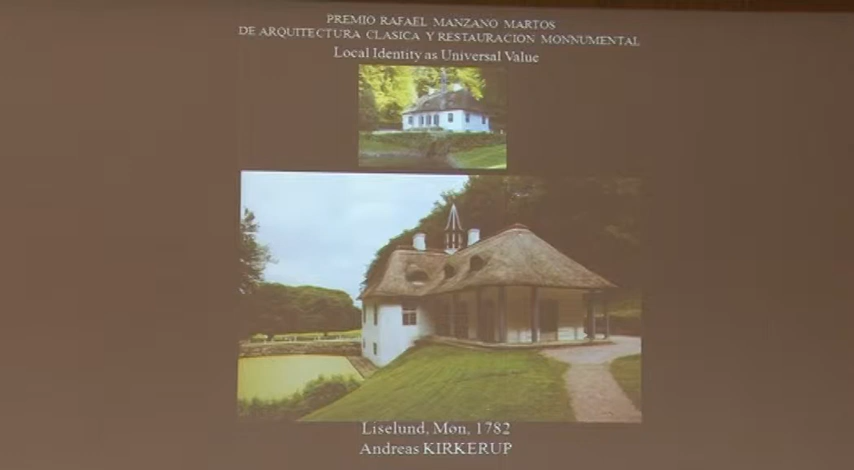 PREMIO RAFAEL MANZANO MARTOS
DE ARQUITECTURA CLASICA Y RESTAURACION MONNUMENTAL
Local Identity as Universal Value
Liselund, Møn, 1782
Andreas KIRKERUP